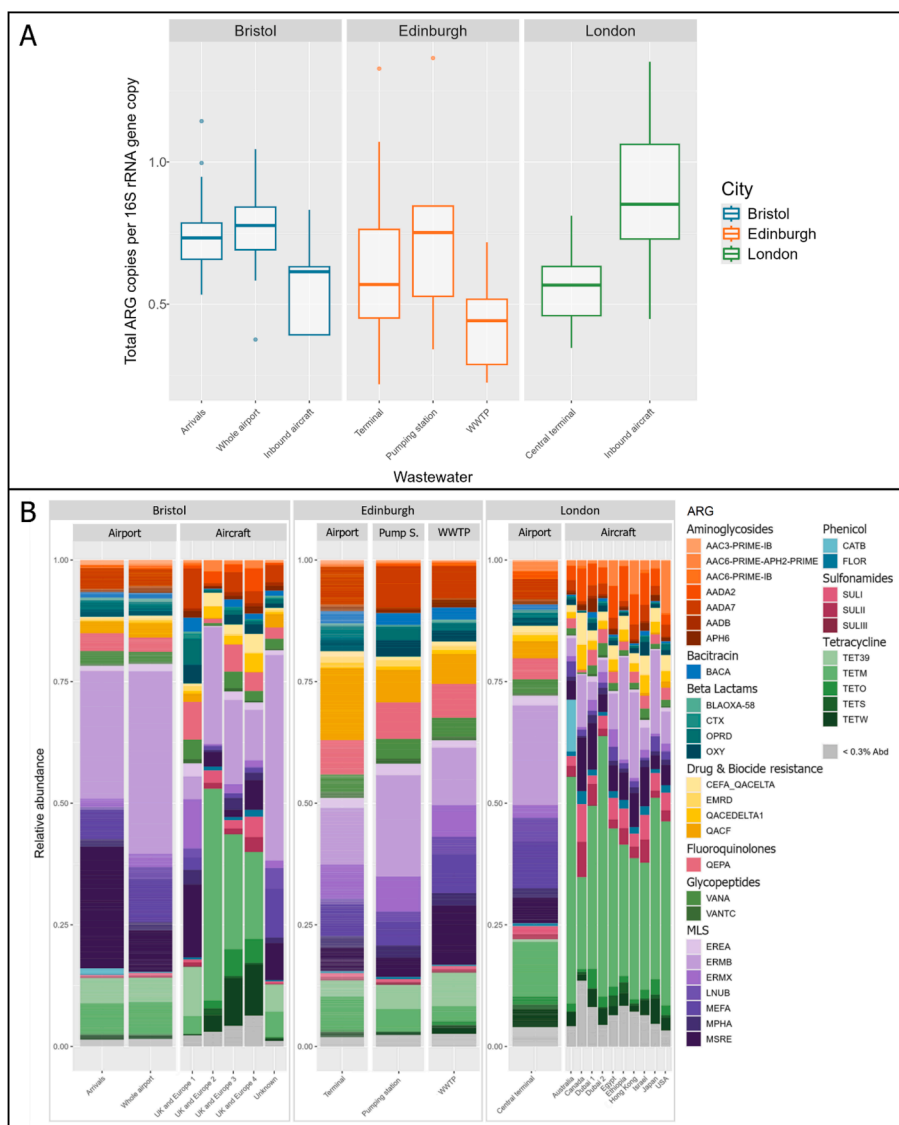 A
Bristol
Edinburgh
London
Total ARG copies per 16S rRNA gene copy
1.0
0.5
Arrivals
Whole airport
Inbound aircraft
Terminal
Pumping station
WWTP
Central terminal
Inbound aircraft
Wastewater
City
Bristol
Edinburgh
London
B
Bristol
Edinburgh
London
Airport
Aircraft
Airport
Pump S.
WWTP
Airport
Aircraft
Relative abundance
1.00
0.75
0.50
0.25
0.00
1.00
0.75
0.50
0.25
0.00
1.00
0.75
0.50
0.25
0.00
Arrivals
Whole airport
UK and Europe 1
UK and Europe 2
UK and Europe 3
UK and Europe 4
Unknown
Terminal
Pumping station
WWTP
Central terminal
Australia
Canada
Dubai 1
Dubai 2
Egypt
Ethiopia
Hong Kong
Israel
Japan
USA
ARG
Aminoglycosides
AAC3-PRIME-IB
AAC6-PRIME-APH2-PRIME
AAC6-PRIME-IB
AADA2
AADA7
AADB
APH6
Bacitracin
BACA
Beta Lactams
BLAOXA-58
CTX
OPRD
OXY
Drug & Biocide resistance
CEFA_QACELTA
EMRD
QACEDELTA1
QACF
Fluoroquinolones
QEPA
Glycopeptides
VANA
VANTC
MLS
EREA
ERMB
ERMX
LNUB
MEFA
MPHA
MSRE
Phenicol
CATB
FLOR
Sulfonamides
SULI
SULII
SULIII
Tetracycline
TET39
TETM
TETO
TETS
TETW
< 0.3% Abd